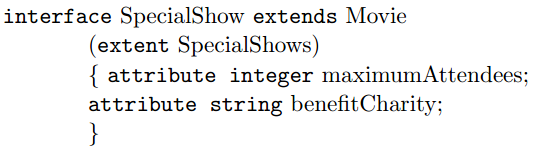 interface SpecialShow extends Movie
(extent SpecialShows)
{ attribute integer maximumAttendees;
attribute string benefitCharity;
}